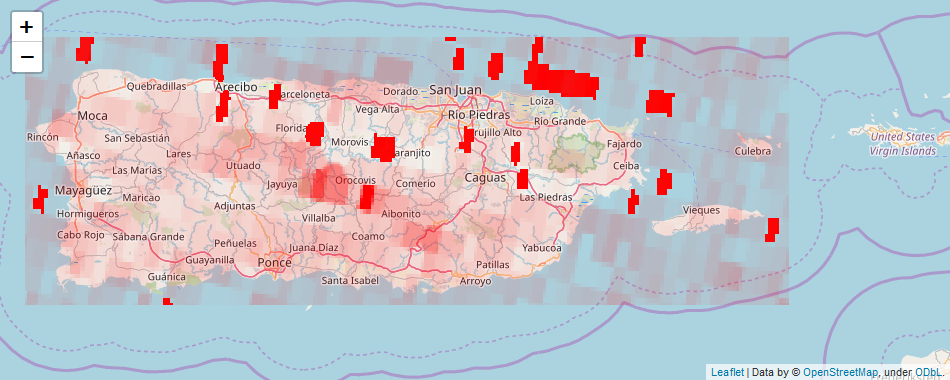 +
−
Quebradillas
Arecibo
Barceloneta
Dorado
San Juan
Loíza
Vega Alta
Moca
Río Piedras
Río Grande
Florida
Trujillo Alto
Rincón
San Sebastián
Morovis
Fajardo
United States
Virgin Islands
Añasco
Lares
Naranjito
Culebra
Utuado
Ceiba
Las Marías
Mayagüez
Jayuya
Orocovis
Comerío
Caguas
Maricao
Las Piedras
Hormigueros
Adjuntas
Villalba
Aibonito
Vieques
Cabo Rojo
Sábana Grande
Peñuelas
Coamo
Juana Díaz
Yabucoa
Guayanilla
Ponce
Patillas
Guánica
Santa Isabel
Arroyo
Leaflet | Data by © OpenStreetMap, under ODbL.